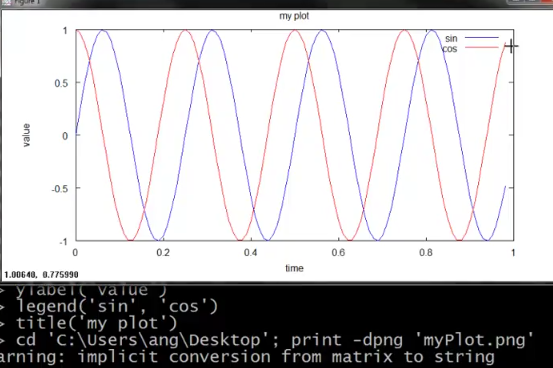 Figure 1
my plot
sin
cos
1
0.5
0
-0.5
-1
value
0
0.2
0.4
0.6
0.8
1
time
1.00640, 0.775990
> ylabel('value')
> legend('sin', 'cos')
> title('my plot')
> cd 'C:\Users\ang\Desktop'; print -dpng 'myPlot.png'
arning: implicit conversion from matrix to string